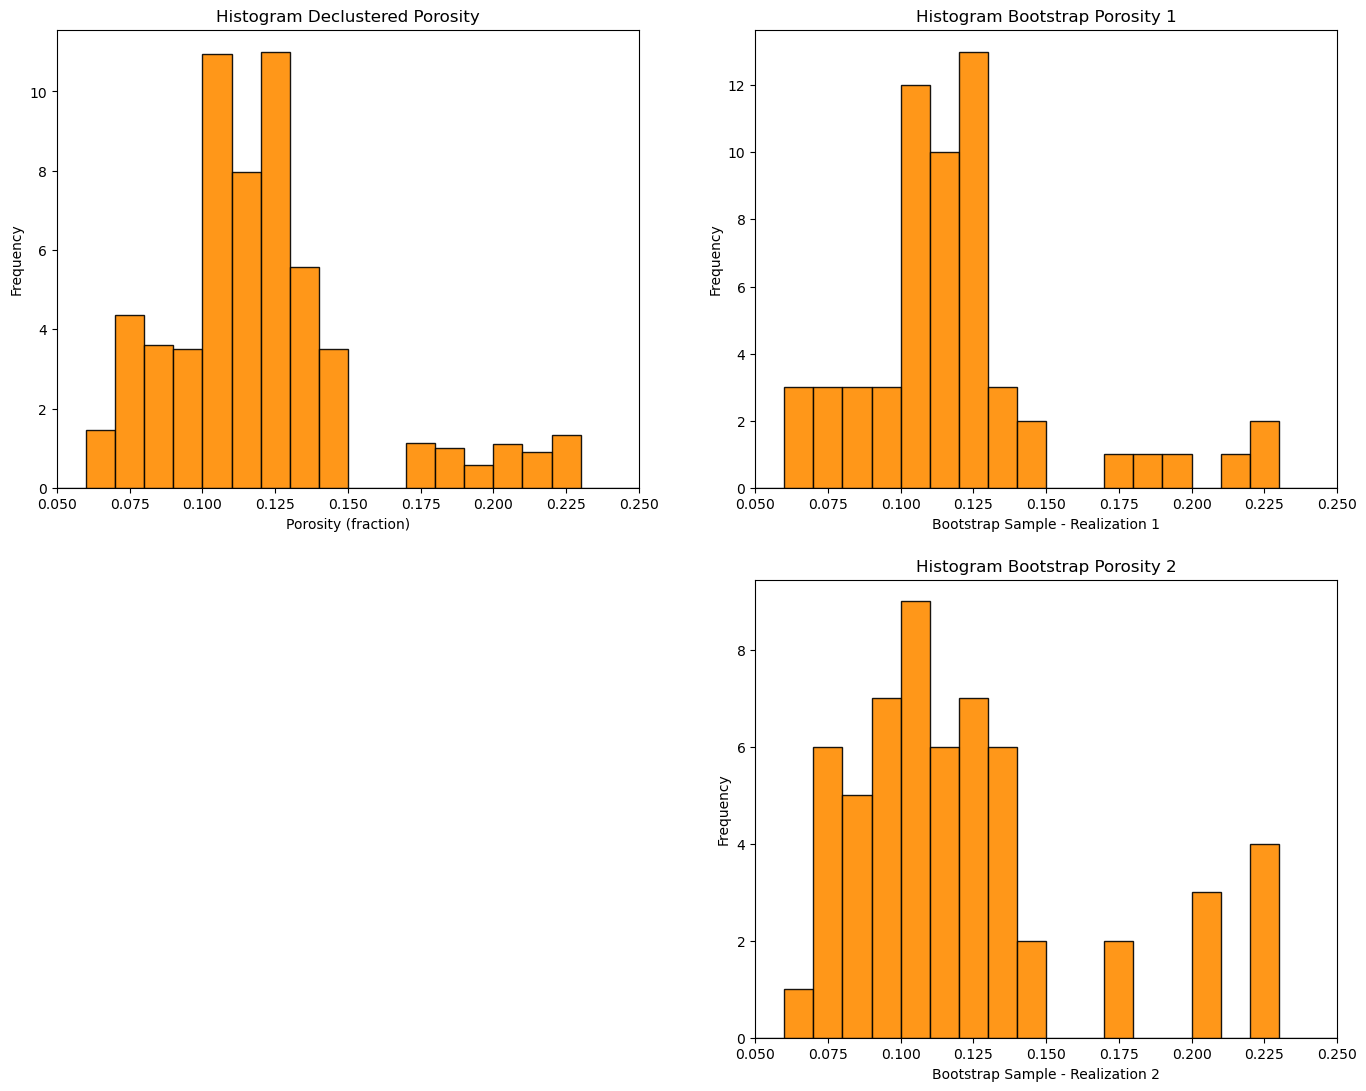 Histogram Declustered Porosity
Frequency
10
8
6
4
2
0
0.050 0.075 0.100 0.125 0.150 0.175 0.200 0.225 0.250
Porosity (fraction)
Histogram Bootstrap Porosity 1
Frequency
12
10
8
6
4
2
0
0.050 0.075 0.100 0.125 0.150 0.175 0.200 0.225 0.250
Bootstrap Sample - Realization 1
Histogram Bootstrap Porosity 2
Frequency
8
6
4
2
0
0.050 0.075 0.100 0.125 0.150 0.175 0.200 0.225 0.250
Bootstrap Sample - Realization 2